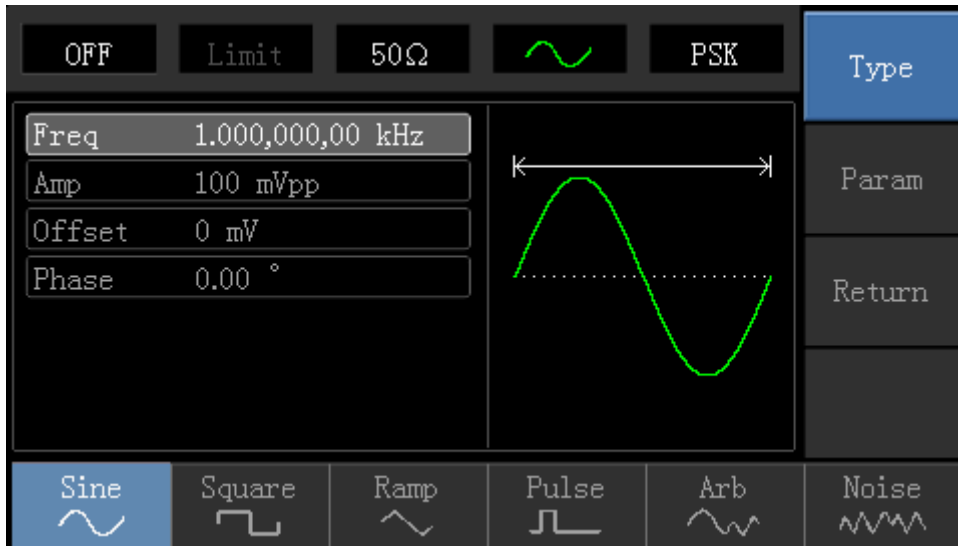 OFF Limit 50Ω PSK
Type
Freq 1.000,000,00 kHz
Amp 100 mVpp
Param
Offset 0 mV
Phase 0.00 °
Return
Sine Square Ramp Pulse Arb Noise